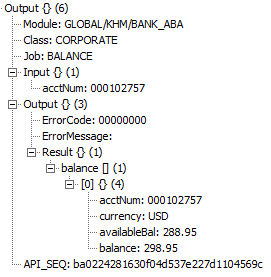 Output {} (6)
Module: GLOBAL/KHM/BANK_ABA
Class: CORPORATE
Job: BALANCE
Input {} (1)
acctNum: 000102757
Output {} (3)
ErrorCode: 00000000
ErrorMessage:
Result {} (1)
balance [] (1)
[0] {} (4)
acctNum: 000102757
currency: USD
availableBal: 288.95
balance: 298.95
API_SEQ: ba0224281630f04d537e227d1104569c